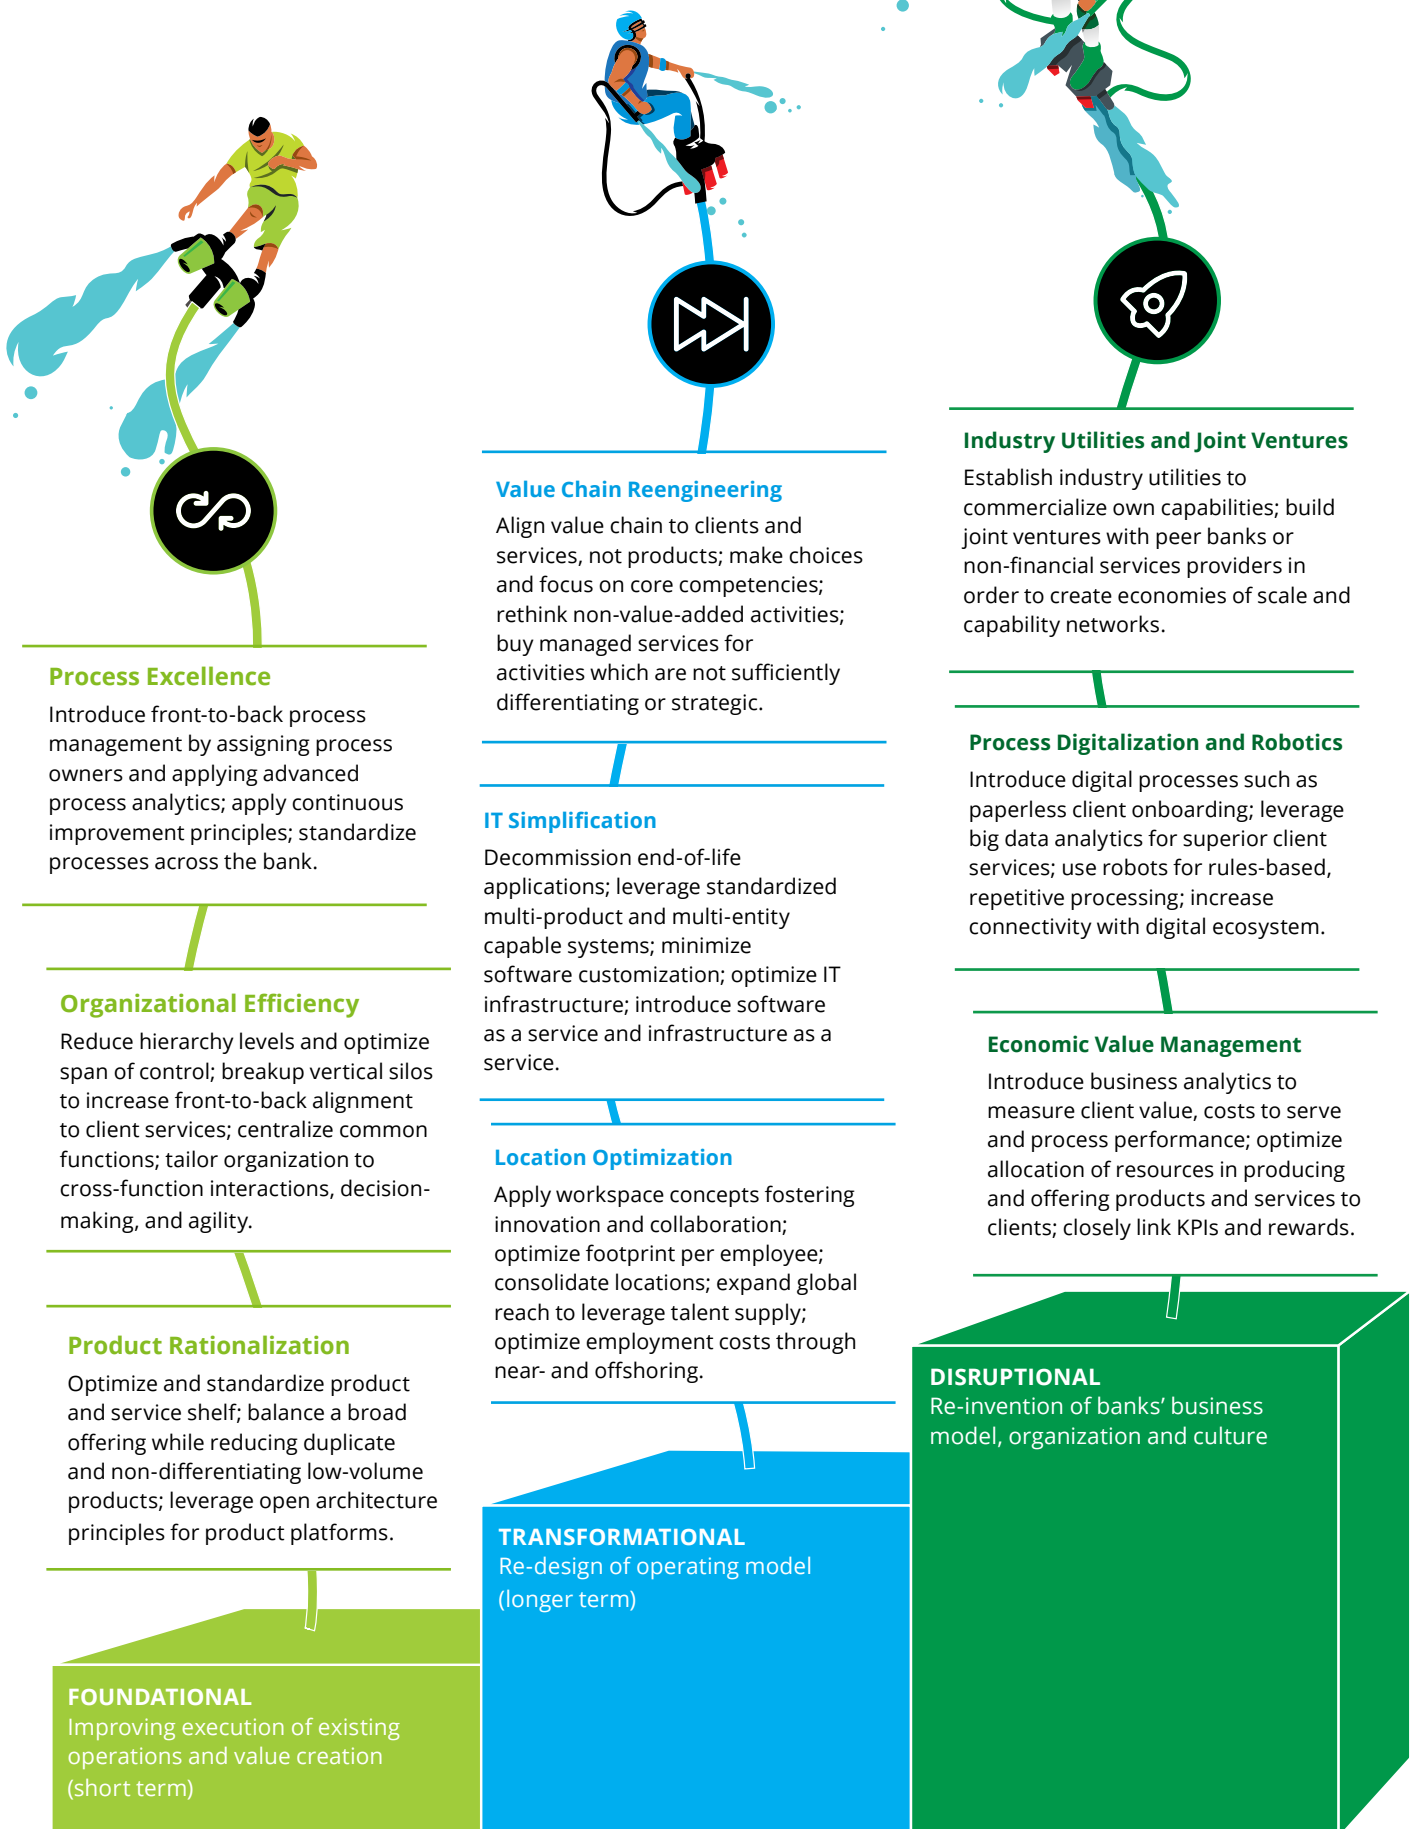 Process Excellence
Introduce front-to-back process
management by assigning process
owners and applying advanced
process analytics; apply continuous
improvement principles; standardize
processes across the bank.
Organizational Efficiency
Reduce hierarchy levels and optimize
span of control; breakup vertical silos
to increase front-to-back alignment
to client services; centralize common
functions; tailor organization to
cross-function interactions, decision-
making, and agility.
Product Rationalization
Optimize and standardize product
and service shelf; balance a broad
offering while reducing duplicate
and non-differentiating low-volume
products; leverage open architecture
principles for product platforms.
FOUNDATIONAL
Improving execution of existing
operations and value creation
(short term)
Value Chain Reengineering
Align value chain to clients and
services, not products; make choices
and focus on core competencies;
rethink non-value-added activities;
buy managed services for
activities which are not sufficiently
differentiating or strategic.
IT Simplification
Decommission end-of-life
applications; leverage standardized
multi-product and multi-entity
capable systems; minimize
software customization; optimize IT
infrastructure; introduce software
as a service and infrastructure as a
service.
Location Optimization
Apply workspace concepts fostering
innovation and collaboration;
optimize footprint per employee;
consolidate locations; expand global
reach to leverage talent supply;
optimize employment costs through
near- and offshoring.
TRANSFORMATIONAL
Re-design of operating model
(longer term)
Industry Utilities and Joint Ventures
Establish industry utilities to
commercialize own capabilities; build
joint ventures with peer banks or
non-financial services providers in
order to create economies of scale and
capability networks.
Process Digitalization and Robotics
Introduce digital processes such as
paperless client onboarding; leverage
big data analytics for superior client
services; use robots for rules-based,
repetitive processing; increase
connectivity with digital ecosystem.
Economic Value Management
Introduce business analytics to
measure client value, costs to serve
and process performance; optimize
allocation of resources in producing
and offering products and services to
clients; closely link KPIs and rewards.
DISRUPTIONAL
Re-invention of banks’ business
model, organization and culture